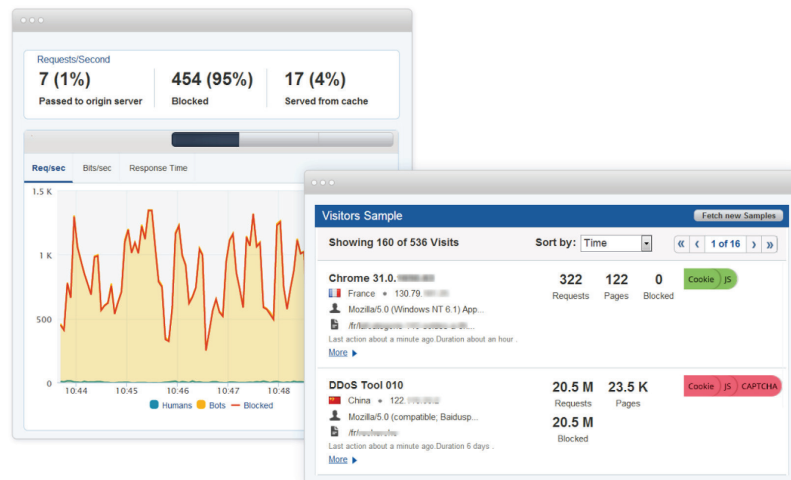 Requests/Second
7 (1%) 454 (95%) 17 (4%)
Passed to origin server Blocked Served from cache
Req/sec Bits/sec Response Time
1.5 K
1 K
500
0
10:44 10:45 10:46 10:47 10:48
Humans Bots Blocked
Visitors Sample Fetch new Samples
Showing 160 of 536 Visits Sort by: Time « ‹ 1 of 16 › »
Chrome 31.0. 322 122 0 Cookie JS
Requests Pages Blocked
France • 130.79.
Mozilla/5.0 (Windows NT 6.1) App...
/fr/
Last action about a minute ago.Duration about an hour .
More
DDoS Tool 010 20.5 M 23.5 K Cookie JS CAPTCHA
Requests Pages
China • 122.
Mozilla/5.0 (compatible; Baidusp...
20.5 M
Blocked
/fr/
Last action about a minute ago.Duration 6 days .
More